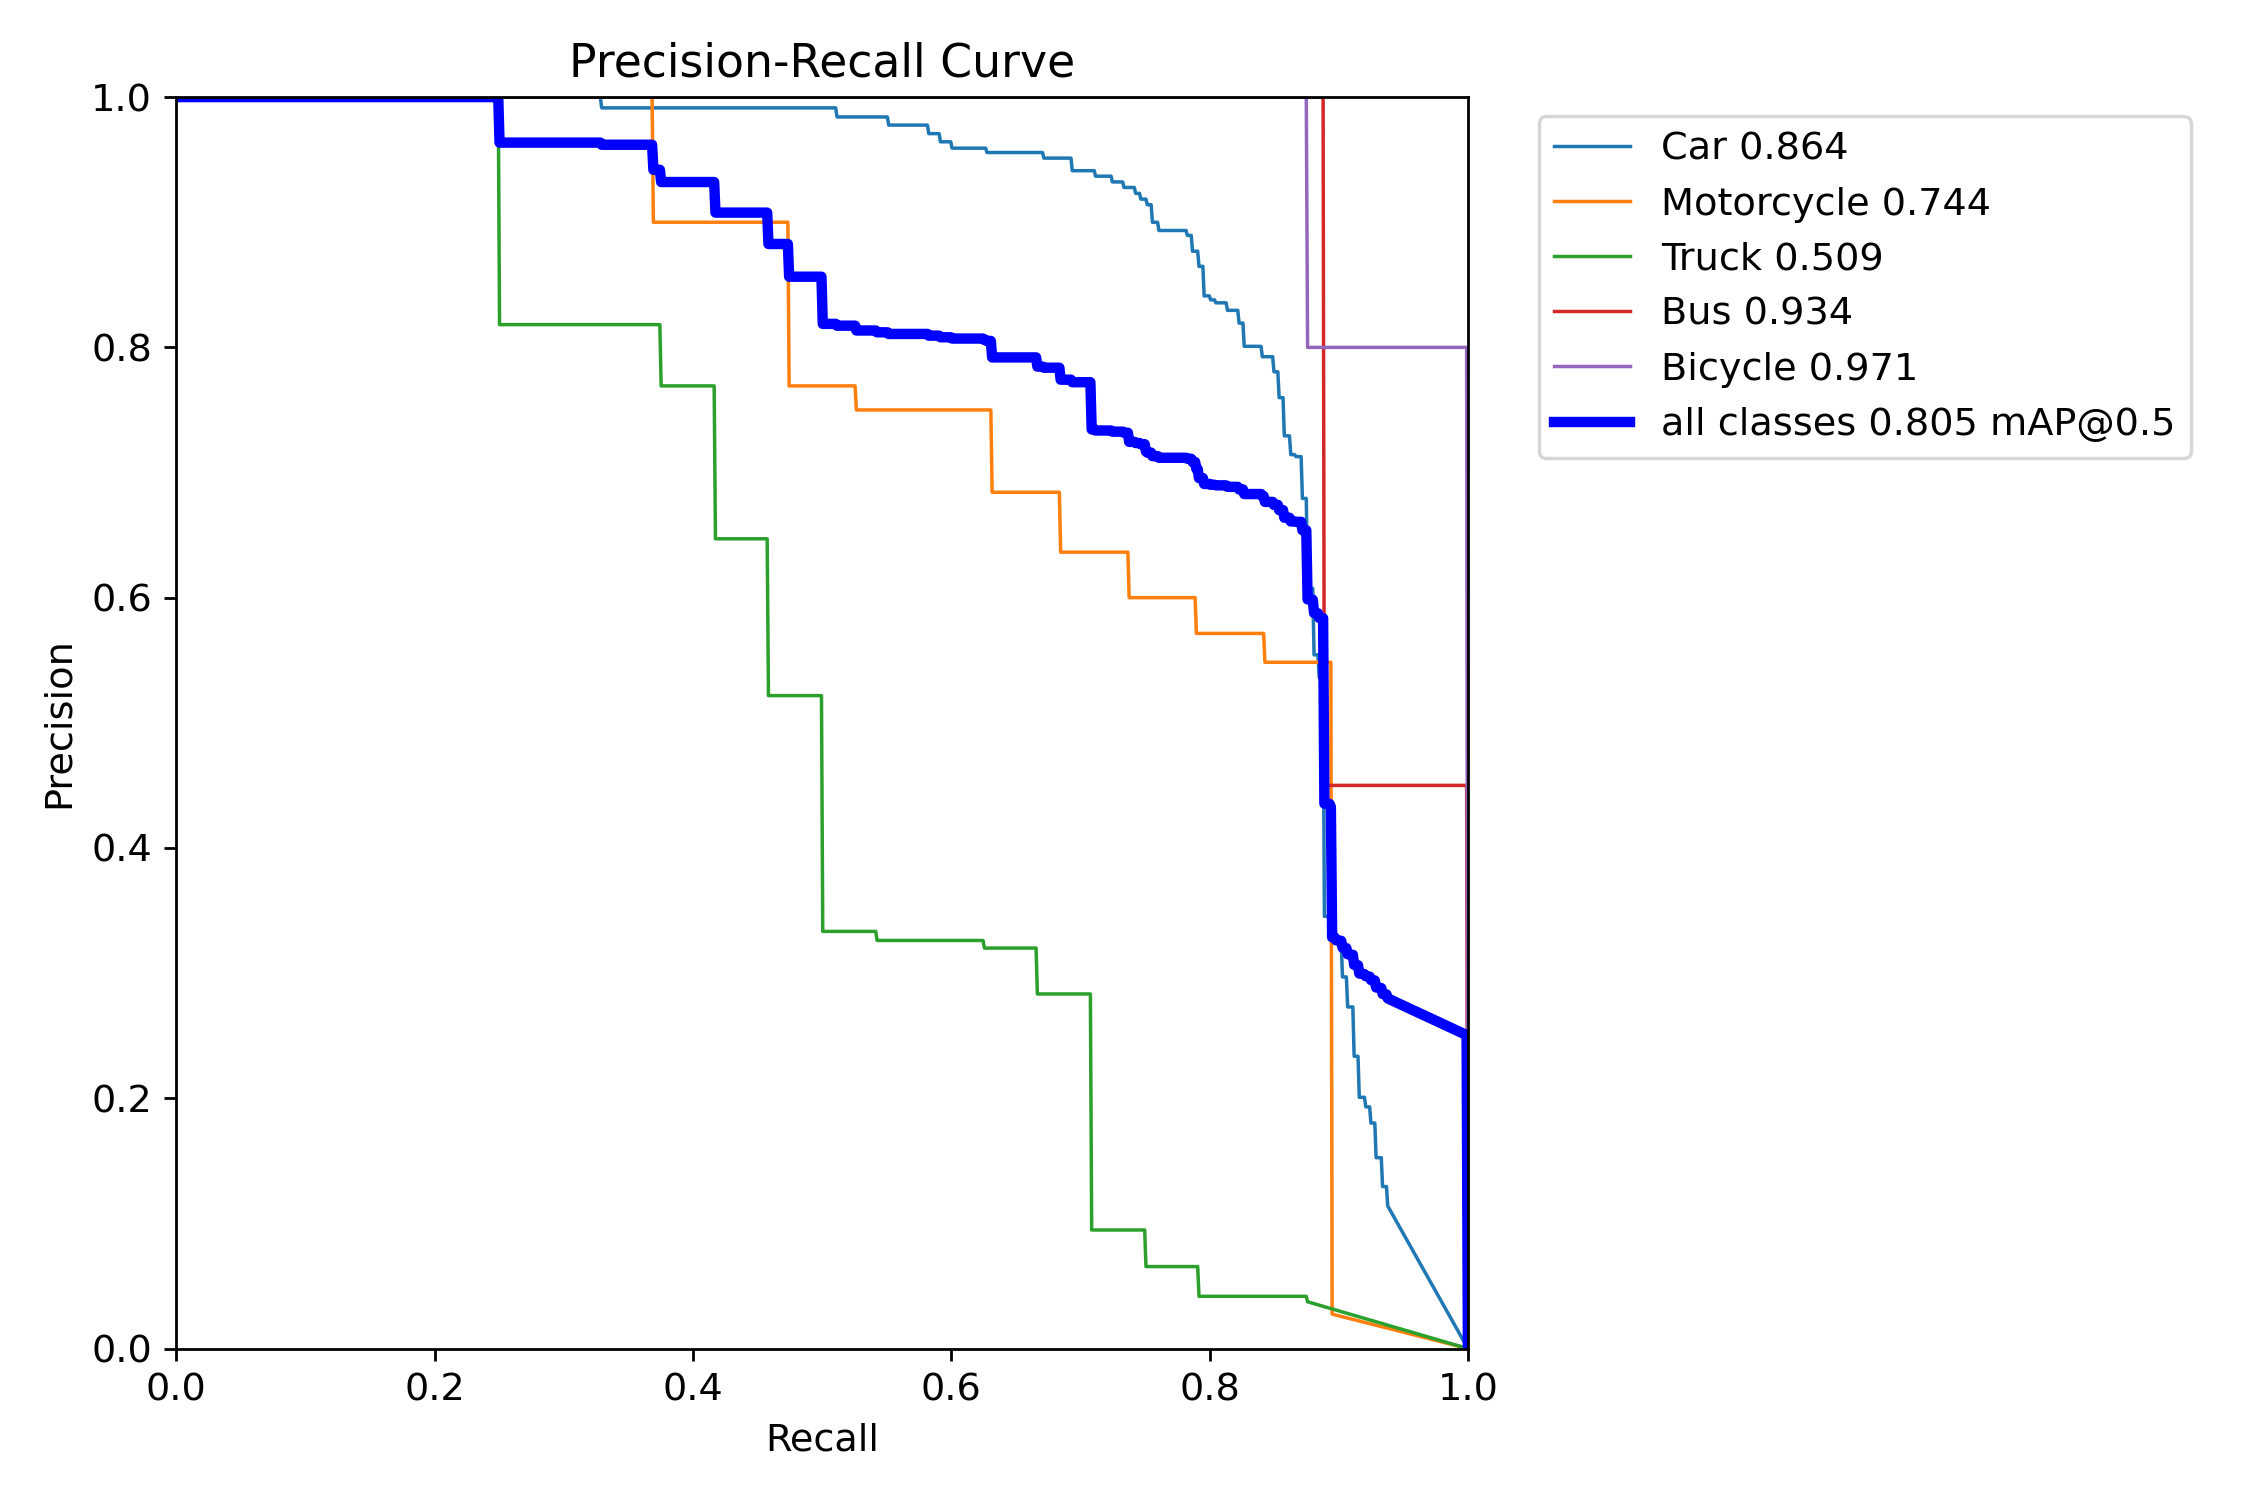 Precision-Recall Curve
1.0
0.8
0.6
0.4
0.2
0.0
Precision
0.0 0.2 0.4 0.6 0.8 1.0
Recall
Car 0.864
Motorcycle 0.744
Truck 0.509
Bus 0.934
Bicycle 0.971
all classes 0.805 mAP@0.5